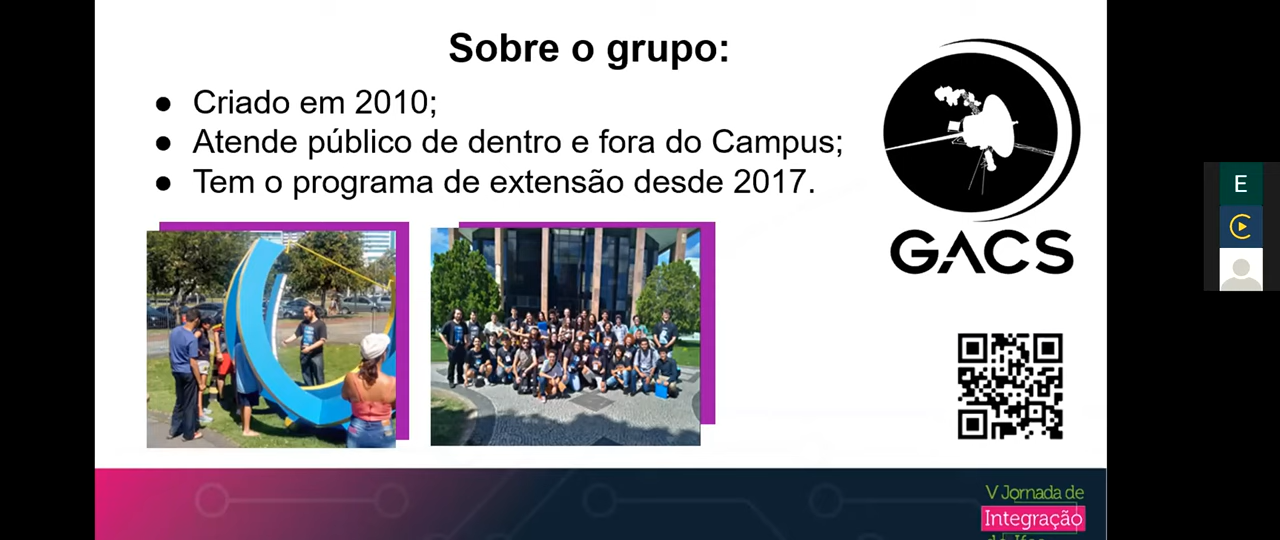 Sobre o grupo:
● Criado em 2010;
● Atende público de dentro e fora do Campus;
● Tem o programa de extensão desde 2017.
GACS
E
V Jornada de
Integração